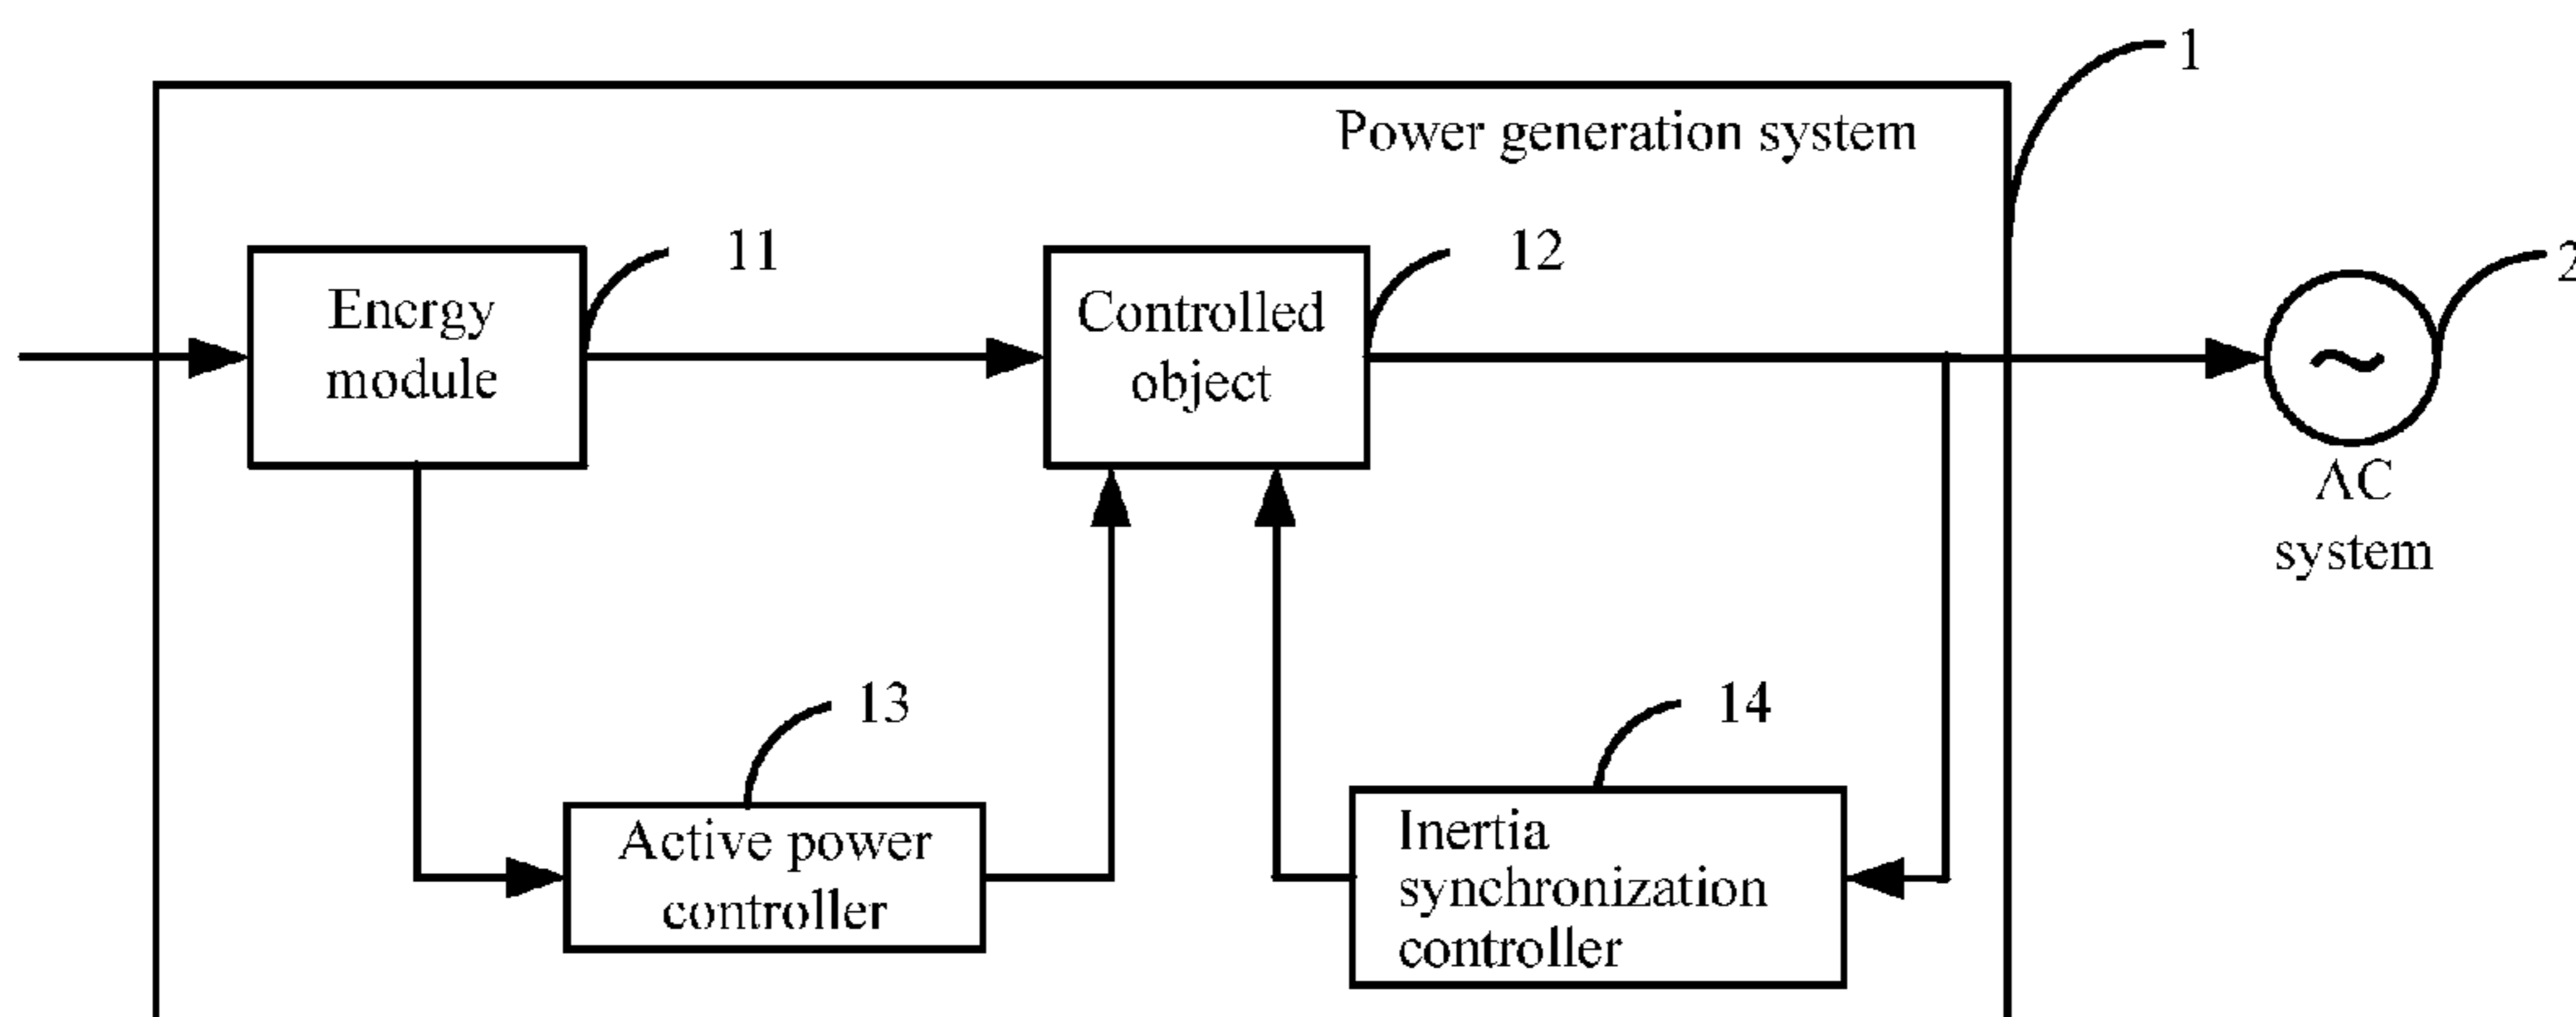 1
Power generation system
11
12
2
Energy
module
Controlled
object
AC
system
13
14
Active power
controller
Inertia
synchronization
controller